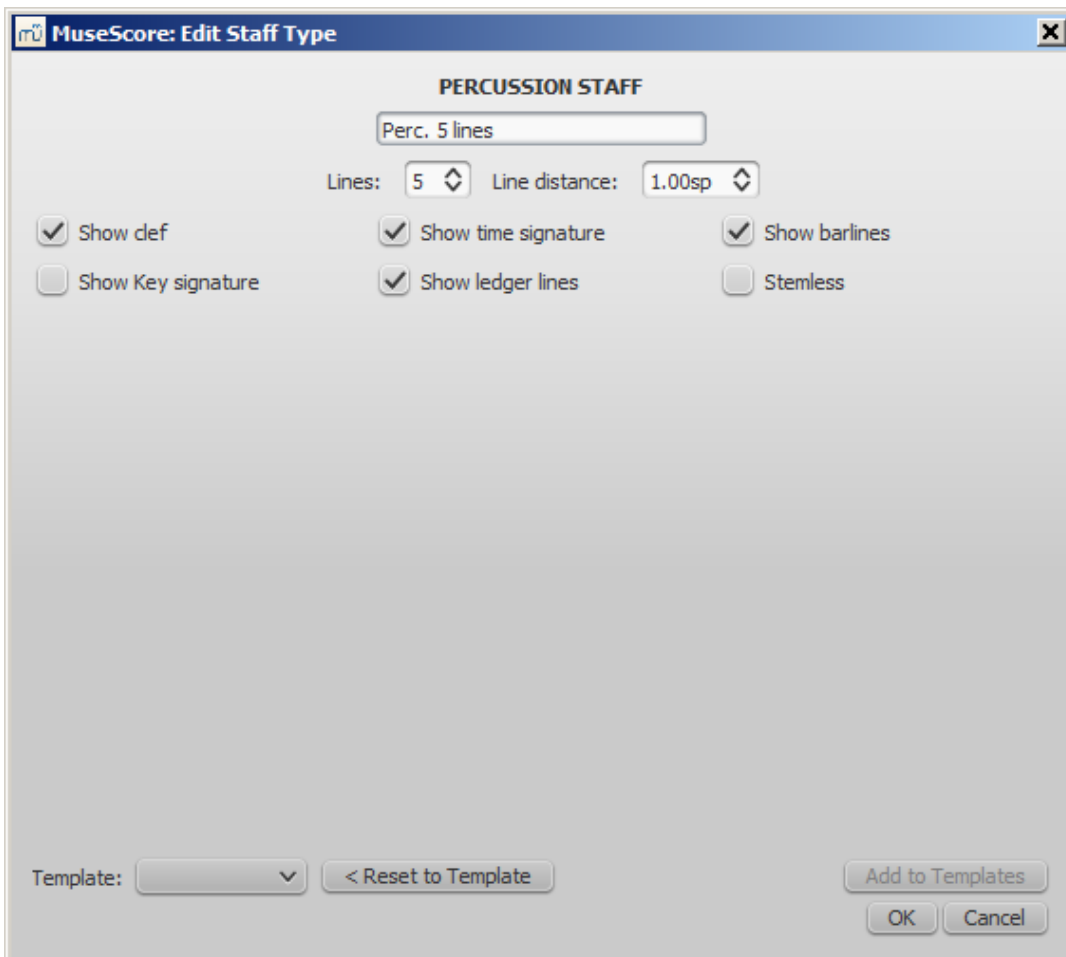 mű MuseScore: Edit Staff Type
PERCUSSION STAFF
Perc. 5 lines
Lines: 5 Line distance: 1.00sp
Show clef Show time signature Show barlines
Show Key signature Show ledger lines Stemless
Template: < Reset to Template Add to Templates
OK Cancel